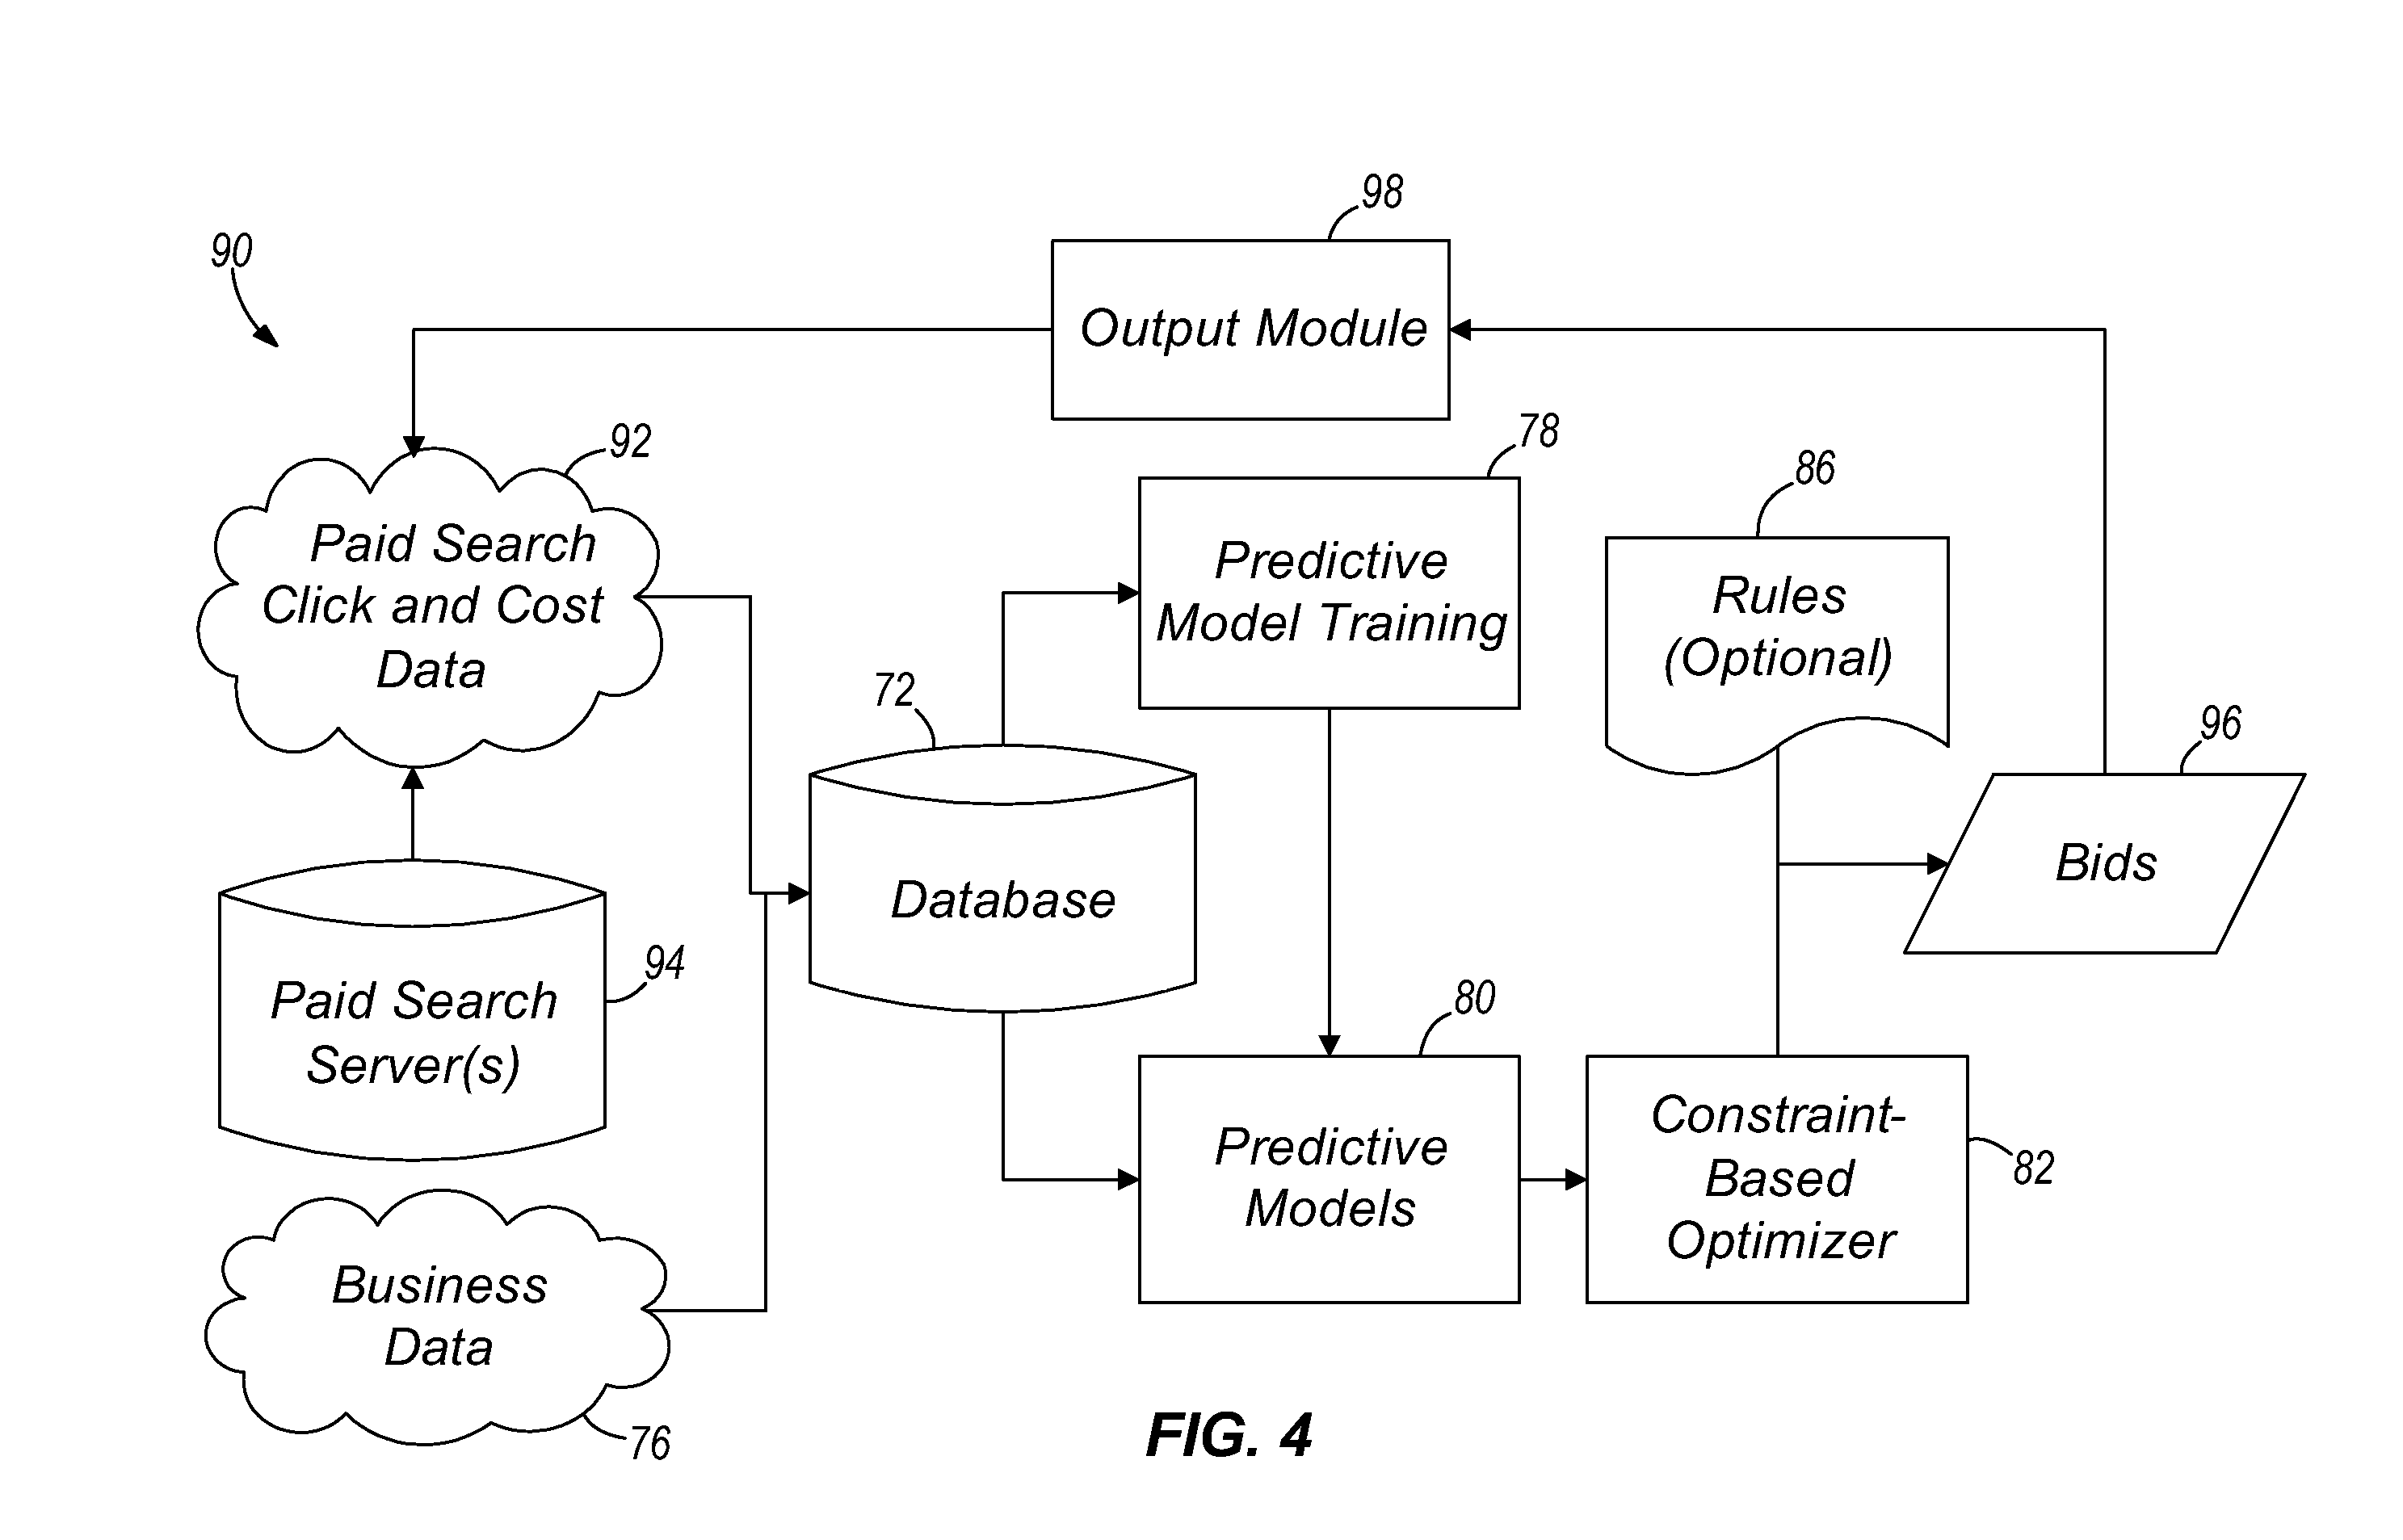 98
90
Output Module
92
Paid Search
Click and Cost
Data
78
Predictive
Model Training
86
Rules
(Optional)
72
Database
96
Bids
94
Paid Search
Server(s)
80
Predictive
Models
Constraint-
Based
Optimizer
82
Business
Data
76
FIG. 4